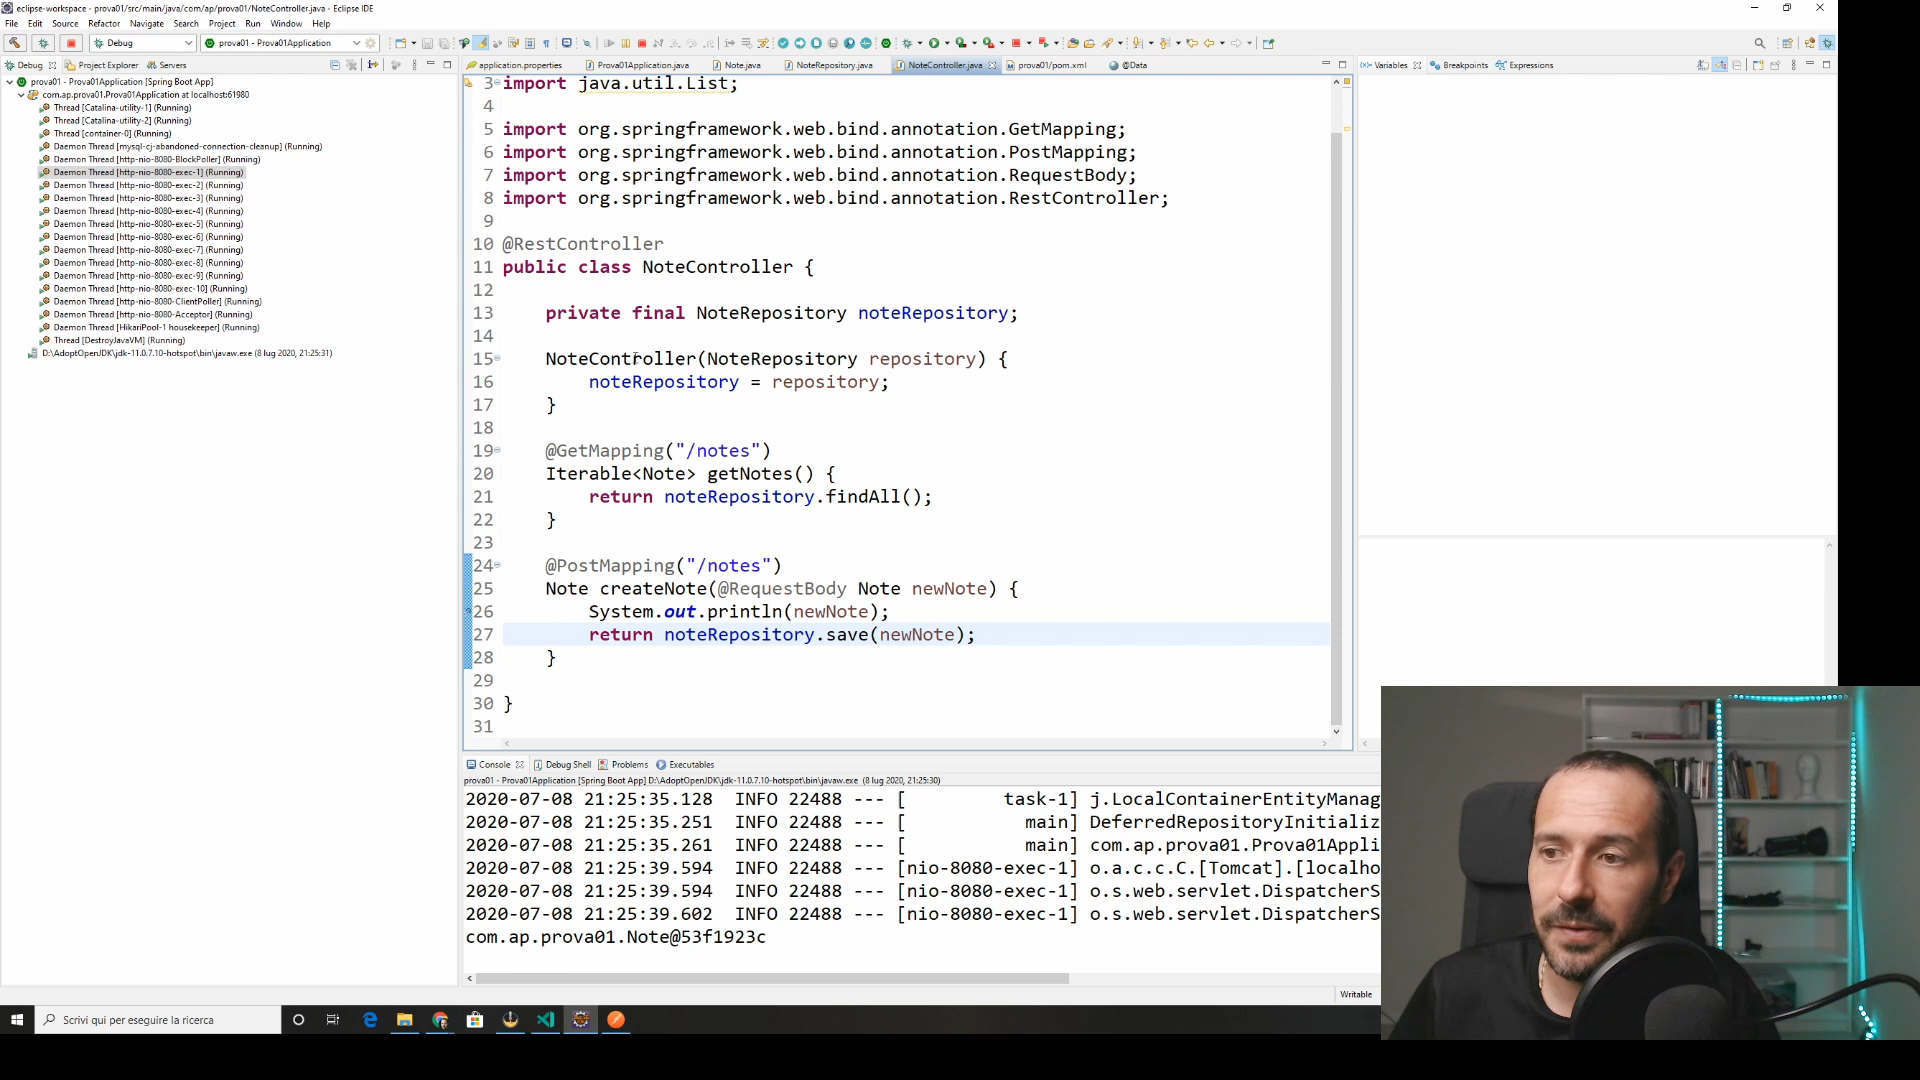 eclipse-workspace - prova01/src/main/java/com/ap/prova01/NoteController.java - Eclipse IDE
File Edit Source Refactor Navigate Search Project Run Window Help
Debug prova01 - Prova01Application
Debug Project Explorer Servers
prova01 - Prova01Application [Spring Boot App]
com.ap.prova01.Prova01Application at localhost:61980
Thread [Catalina-utility-1] (Running)
Thread [Catalina-utility-2] (Running)
Thread [container-0] (Running)
Daemon Thread [mysql-cj-abandoned-connection-cleanup] (Running)
Daemon Thread [http-nio-8080-BlockPoller] (Running)
Daemon Thread [http-nio-8080-exec-1] (Running)
Daemon Thread [http-nio-8080-exec-2] (Running)
Daemon Thread [http-nio-8080-exec-3] (Running)
Daemon Thread [http-nio-8080-exec-4] (Running)
Daemon Thread [http-nio-8080-exec-5] (Running)
Daemon Thread [http-nio-8080-exec-6] (Running)
Daemon Thread [http-nio-8080-exec-7] (Running)
Daemon Thread [http-nio-8080-exec-8] (Running)
Daemon Thread [http-nio-8080-exec-9] (Running)
Daemon Thread [http-nio-8080-exec-10] (Running)
Daemon Thread [http-nio-8080-ClientPoller] (Running)
Daemon Thread [http-nio-8080-Acceptor] (Running)
Daemon Thread [HikariPool-1 housekeeper] (Running)
Thread [DestroyJavaVM] (Running)
D:\AdoptOpenJDK\jdk-11.0.7.10-hotspot\bin\javaw.exe (8 lug 2020, 21:25:31)
application.properties Prova01Application.java Note.java NoteRepository.java NoteController.java prova01/pom.xml @Data
3 import java.util.List;
4
5 import org.springframework.web.bind.annotation.GetMapping;
6 import org.springframework.web.bind.annotation.PostMapping;
7 import org.springframework.web.bind.annotation.RequestBody;
8 import org.springframework.web.bind.annotation.RestController;
9
10 @RestController
11 public class NoteController {
12
13 private final NoteRepository noteRepository;
14
15 NoteController(NoteRepository repository) {
16 noteRepository = repository;
17 }
18
19 @GetMapping("/notes")
20 Iterable<Note> getNotes() {
21 return noteRepository.findAll();
22 }
23
24 @PostMapping("/notes")
25 Note createNote(@RequestBody Note newNote) {
26 System.out.println(newNote);
27 return noteRepository.save(newNote);
28 }
29
30 }
31
Variables Breakpoints Expressions
Console Debug Shell Problems Executables
prova01 - Prova01Application [Spring Boot App] D:\AdoptOpenJDK\jdk-11.0.7.10-hotspot\bin\javaw.exe (8 lug 2020, 21:25:30)
2020-07-08 21:25:35.128 INFO 22488 --- [ task-1] j.LocalContainerEntityManag
2020-07-08 21:25:35.251 INFO 22488 --- [ main] DeferredRepositoryInitializ
2020-07-08 21:25:35.261 INFO 22488 --- [ main] com.ap.prova01.Prova01Appli
2020-07-08 21:25:39.594 INFO 22488 --- [nio-8080-exec-1] o.a.c.c.C.[Tomcat].[localho
2020-07-08 21:25:39.594 INFO 22488 --- [nio-8080-exec-1] o.s.web.servlet.DispatcherS
2020-07-08 21:25:39.602 INFO 22488 --- [nio-8080-exec-1] o.s.web.servlet.DispatcherS
com.ap.prova01.Note@53f1923c
Writable
Scrivi qui per eseguire la ricerca